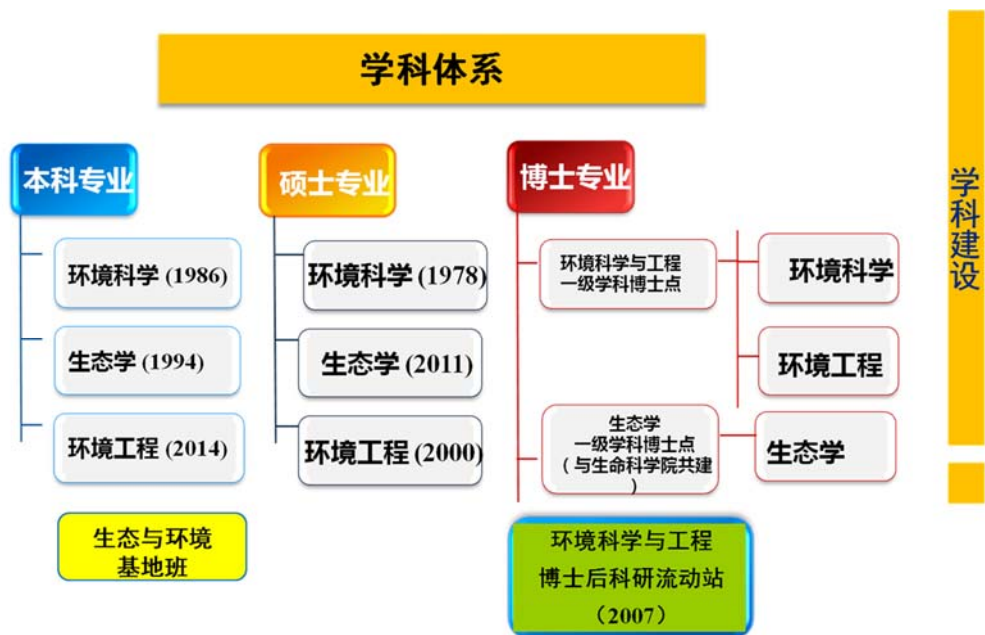 学科体系
本科专业
环境科学 (1986)
生态学 (1994)
环境工程 (2014)
生态与环境
基地班
硕士专业
环境科学 (1978)
生态学 (2011)
环境工程 (2000)
博士专业
环境科学与工程
一级学科博士点
环境科学
环境工程
生态学
一级学科博士点
（与生命科学院共建
）
生态学
环境科学与工程
博士后科研流动站
（2007）
学科建设